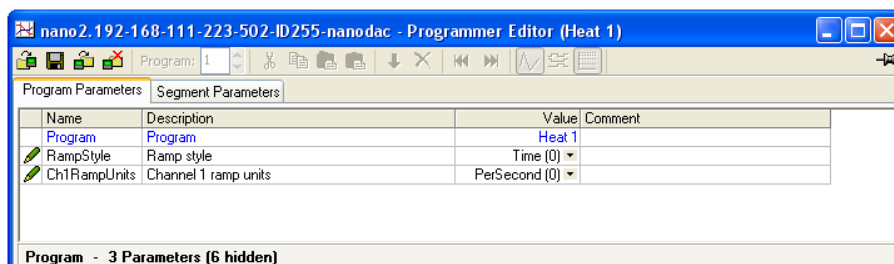 nano2.192-168-111-223-502-ID255-nanodac - Programmer Editor (Heat 1)
Program: 1
Program Parameters Segment Parameters
Name Description Value Comment
Program Program Heat 1
RampStyle Ramp style Time (0)
Ch1RampUnits Channel 1 ramp units PerSecond (0)
Program - 3 Parameters (6 hidden)